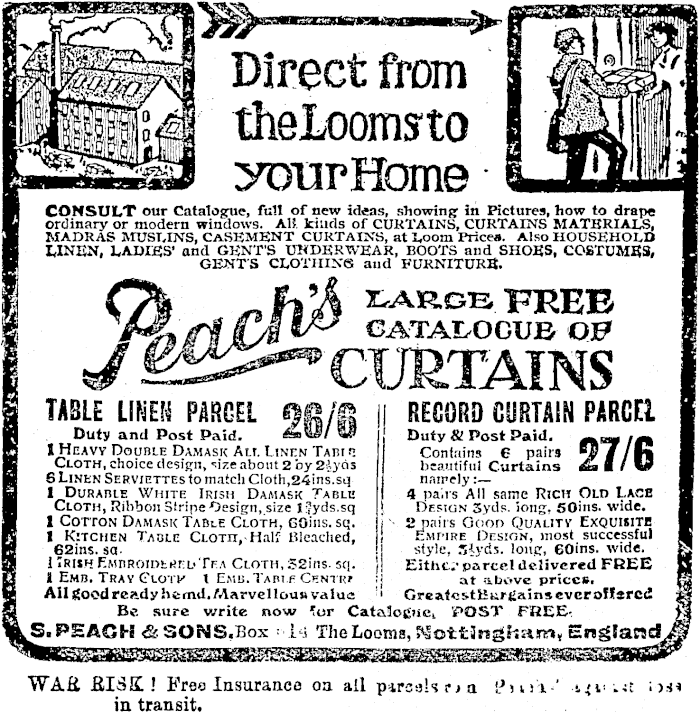 Direct from
the Looms to
your Home
CONSULT our Catalogue, full of new ideas, showing in Pictures, how to drape
ordinary or modern windows. All kinds of CURTAINS, CURTAINS MATERIALS,
MADRAS MUSLINS, CASEMENT CURTAINS, at Loom Prices. Also HOUSEHOLD
LINEN, LADIES' and GENT'S UNDERWEAR, BOOTS and SHOES, COSTUMES,
GENT'S CLOTHING and FURNITURE.
Peach's
LARGE FREE
CATALOGUE OF
CURTAINS
TABLE LINEN PARCEL 26/6
Duty and Post Paid.
1 HEAVY DOUBLE DAMASK ALL LINEN TABLE
CLOTH, choice design, size about 2 by 2½yds
6 LINEN SERVIETTES to match Cloth, 24ins.sq
1 DURABLE WHITE IRISH DAMASK TABLE
CLOTH, Ribbon Stripe Design, size yds.sq.
1 COTTON DAMASK TABLE CLOTH, 60ins. sq.
1 KITCHEN TABLE CLOTH, Half Bleached,
62ins. sq.
1 IRISH EMBROIDERED TEA CLOTH, 32ins. sq.
1 EMB. TRAY CLOTH 1 EMB. TABLE CENTRE
All good ready hemd. Marvellous value
RECORD CURTAIN PARCEL
Duty & Post Paid.
27/6
Contains 6 pairs
beautiful Curtains
namely:—
4 pairs All same RICH OLD LACE
DESIGN 3yds. long, 50ins. wide.
2 pairs GOOD QUALITY EXQUISITE
EMPIRE DESIGN, most successful
style, 3½yds. long, 60ins. wide.
Either parcel delivered FREE
at above prices.
Greatest Bargains ever offered
Be sure write now for Catalogue, POST FREE.
S. PEACH & SONS, Box The Looms, Nottingham, England
WAR RISK! Free Insurance on all parcels against loss
in transit.